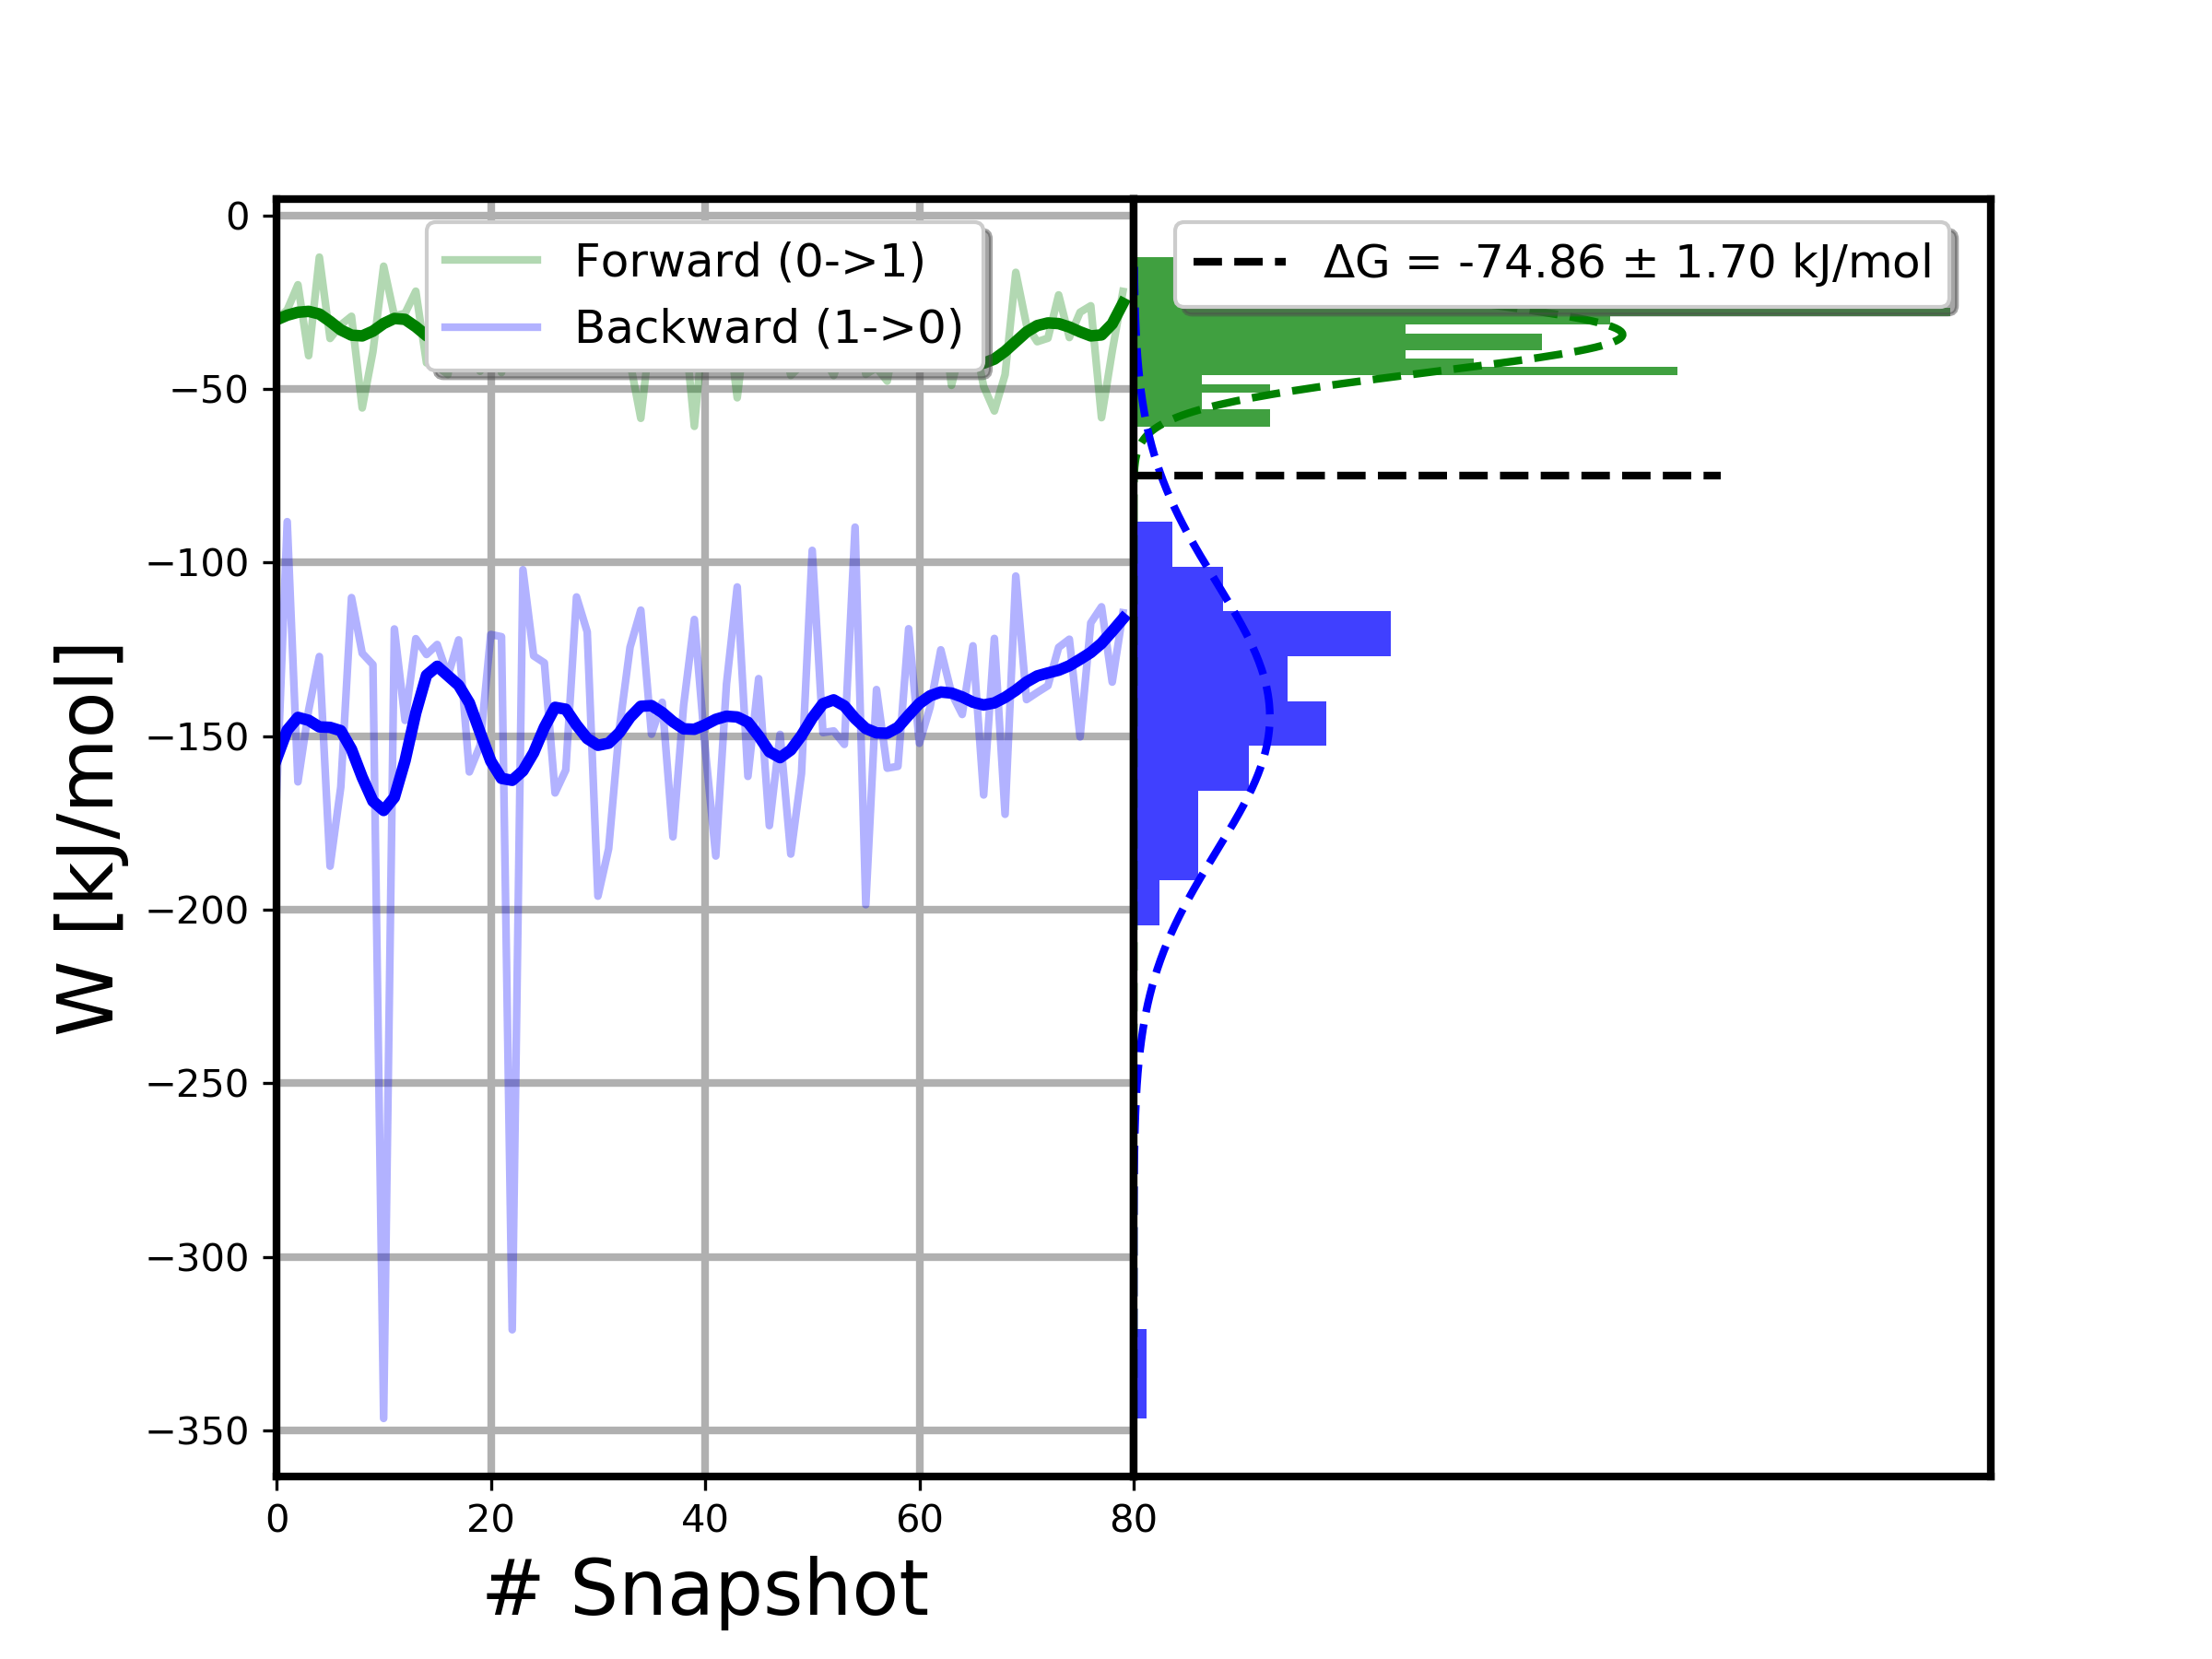 Forward (0->1)
Backward (1->0)
ΔG = -74.86 ± 1.70 kJ/mol
W [kJ/mol]
0
−50
−100
−150
−200
−250
−300
−350
0 20 40 60 80
# Snapshot